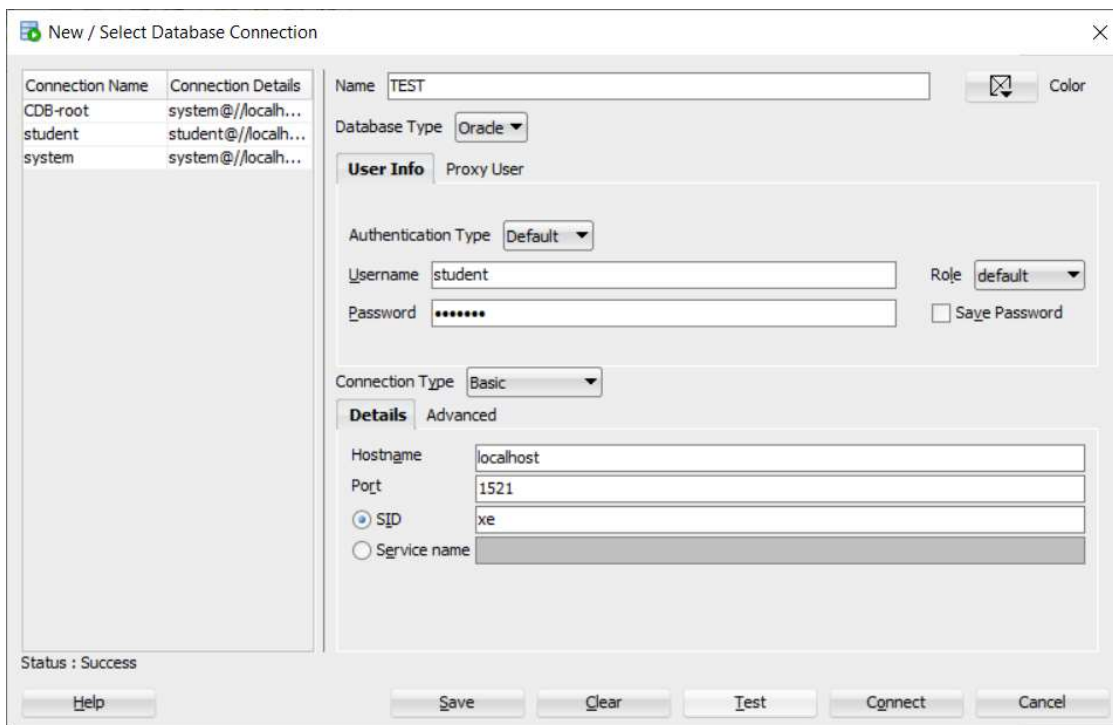 New / Select Database Connection
Connection Name Connection Details
CDB-root system@//localh...
student student@//localh...
system system@//localh...
Name TEST Color
Database Type Oracle
User Info Proxy User
Authentication Type Default
Username student Role default
Password ••••••• Save Password
Connection Type Basic
Details Advanced
Hostname localhost
Port 1521
SID xe
Service name
Status : Success
Help Save Clear Test Connect Cancel